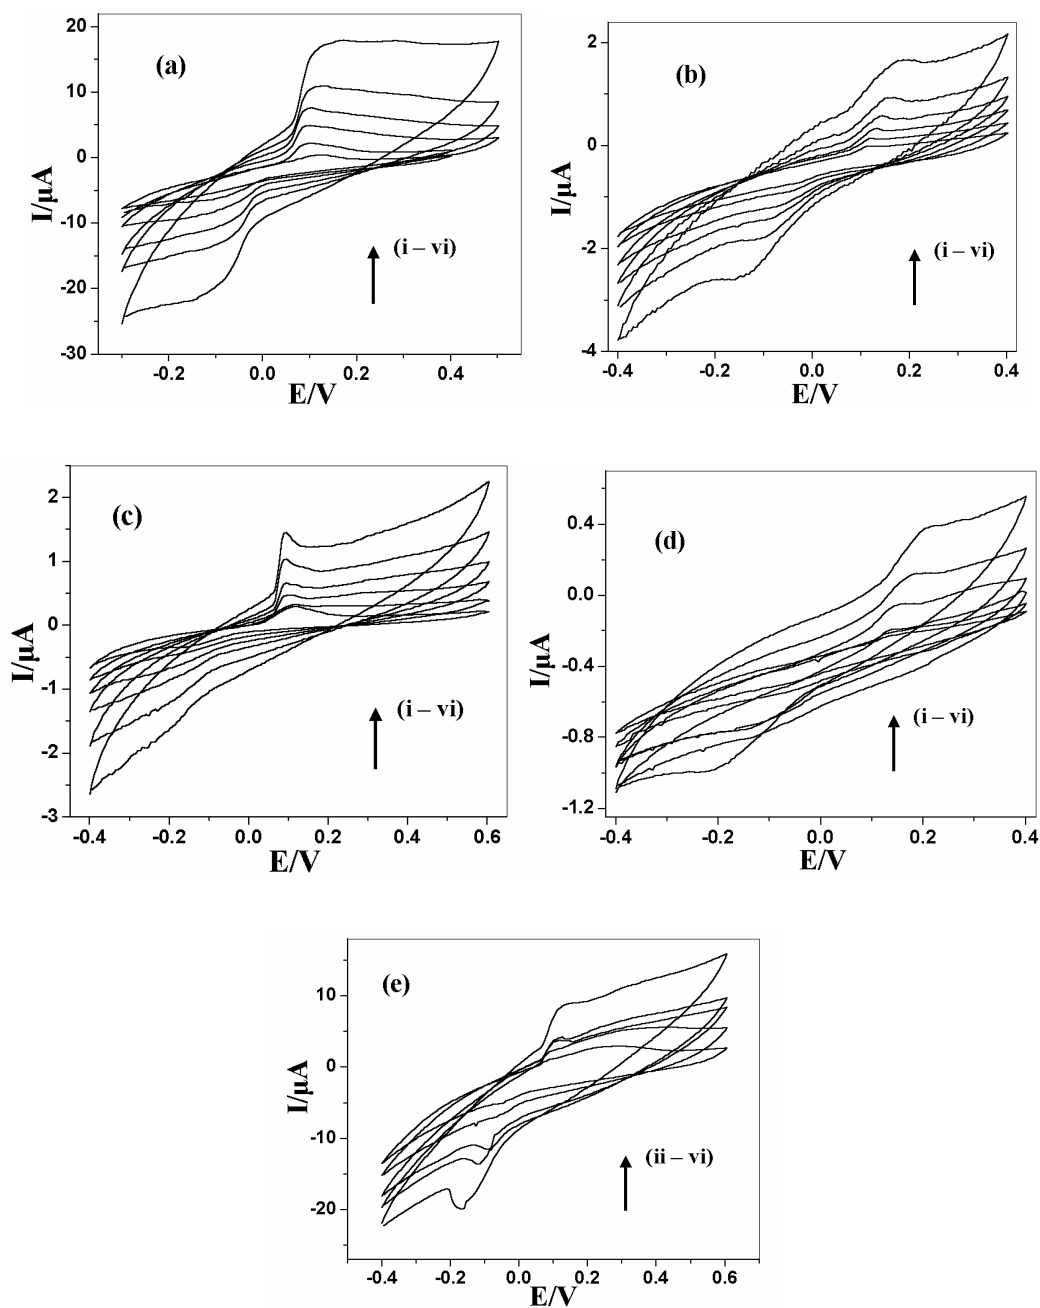 (a)
20
10
0
-10
-20
-30
I/µA
(i – vi)
-0.2 0.0 0.2 0.4
E/V
(b)
2
0
-2
-4
I/µA
(i – vi)
-0.4 -0.2 0.0 0.2 0.4
E/V
(c)
2
1
0
-1
-2
-3
I/µA
(i – vi)
-0.4 -0.2 0.0 0.2 0.4 0.6
E/V
(d)
0.4
0.0
-0.4
-0.8
-1.2
I/µA
(i – vi)
-0.4 -0.2 0.0 0.2 0.4
E/V
(e)
10
0
-10
-20
I/µA
(ii – vi)
-0.4 -0.2 0.0 0.2 0.4 0.6
E/V